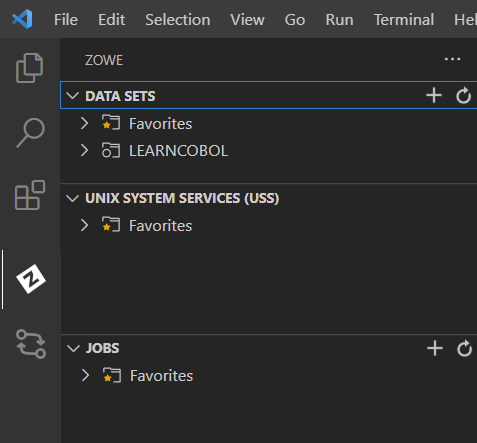 File Edit Selection View Go Run Terminal Hel
ZOWE
DATA SETS
Favorites
LEARNCOBOL
UNIX SYSTEM SERVICES (USS)
Favorites
JOBS
Favorites